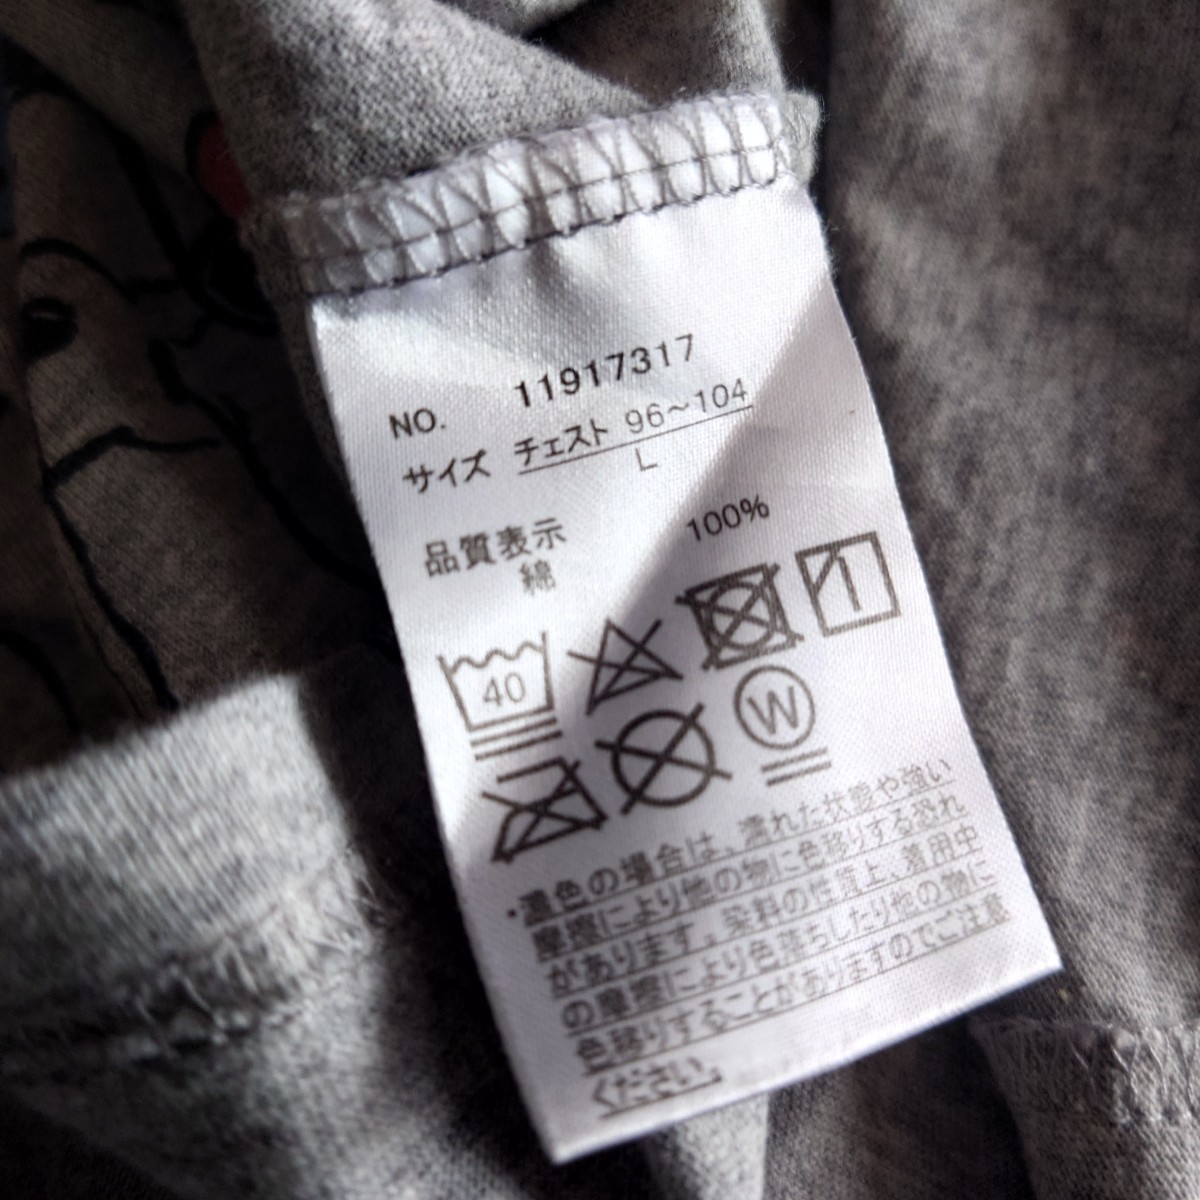 NO. 11917317
サイズ チェスト 96~104
L
品質表示
綿 100%
40
W
・濃色の場合は、濡れた状態や強い
摩擦により他の物に色移りする恐れ
があります。染料の性質上、着用中
の摩擦により色落ちしたり他の物に
色移りすることがありますのでご注意
ください。